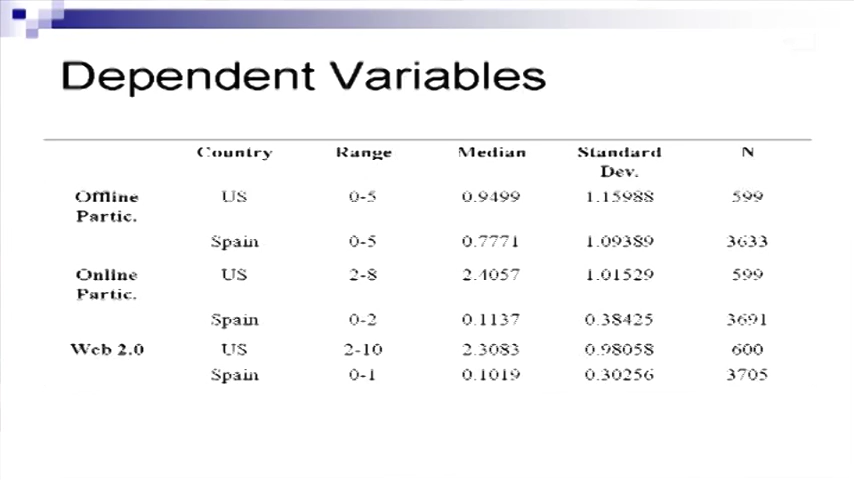 Dependent Variables
Country Range Median Standard Dev. N
Offline Partic. US 0-5 0.9499 1.15988 599
Spain 0-5 0.7771 1.09389 3633
Online Partic. US 2-8 2.4057 1.01529 599
Spain 0-2 0.1137 0.38425 3691
Web 2.0 US 2-10 2.3083 0.98058 600
Spain 0-1 0.1019 0.30256 3705